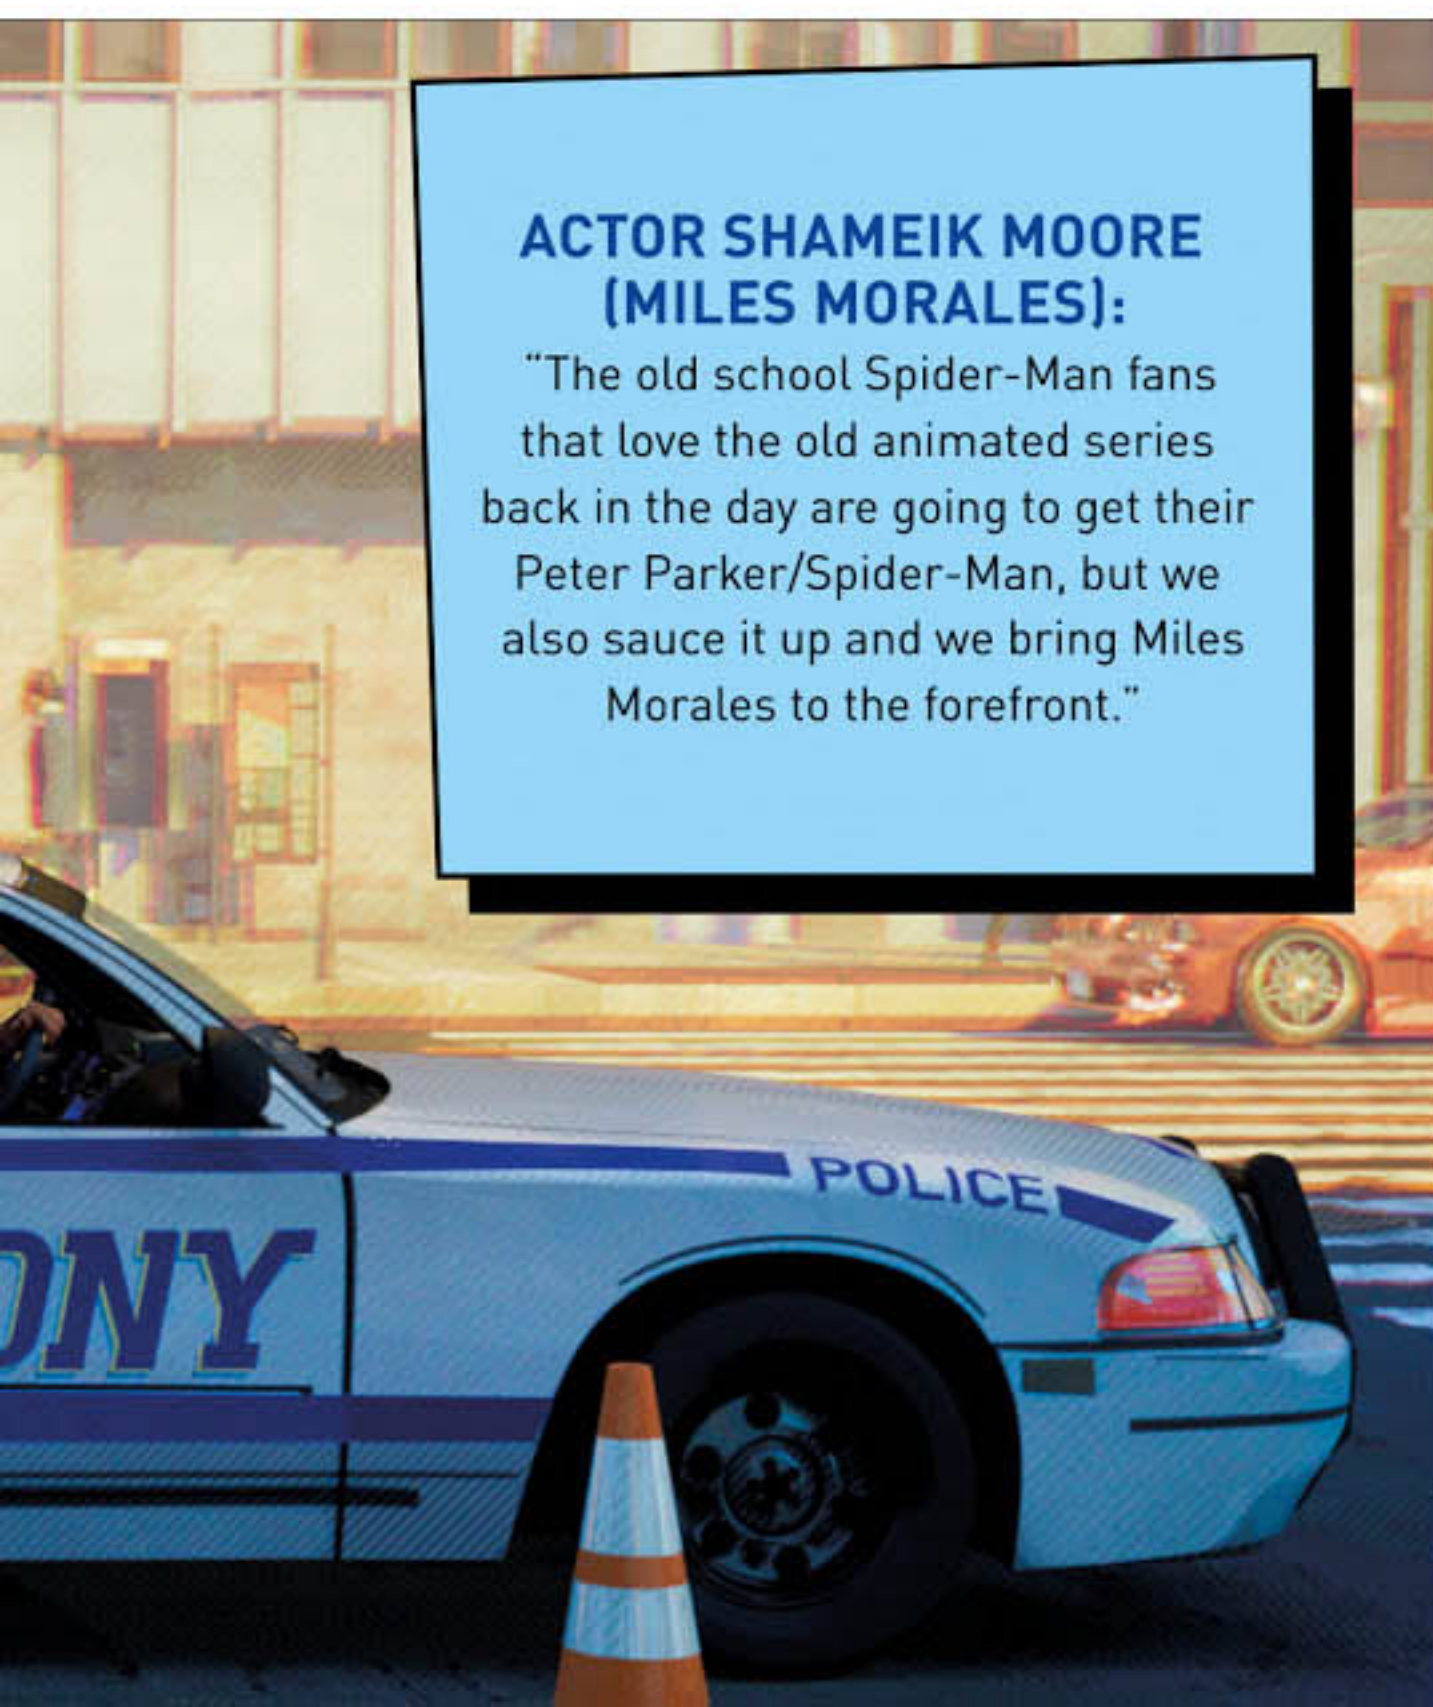 ACTOR SHAMEIK MOORE
(MILES MORALES):
“The old school Spider-Man fans
that love the old animated series
back in the day are going to get their
Peter Parker/Spider-Man, but we
also sauce it up and we bring Miles
Morales to the forefront.”
POLICE